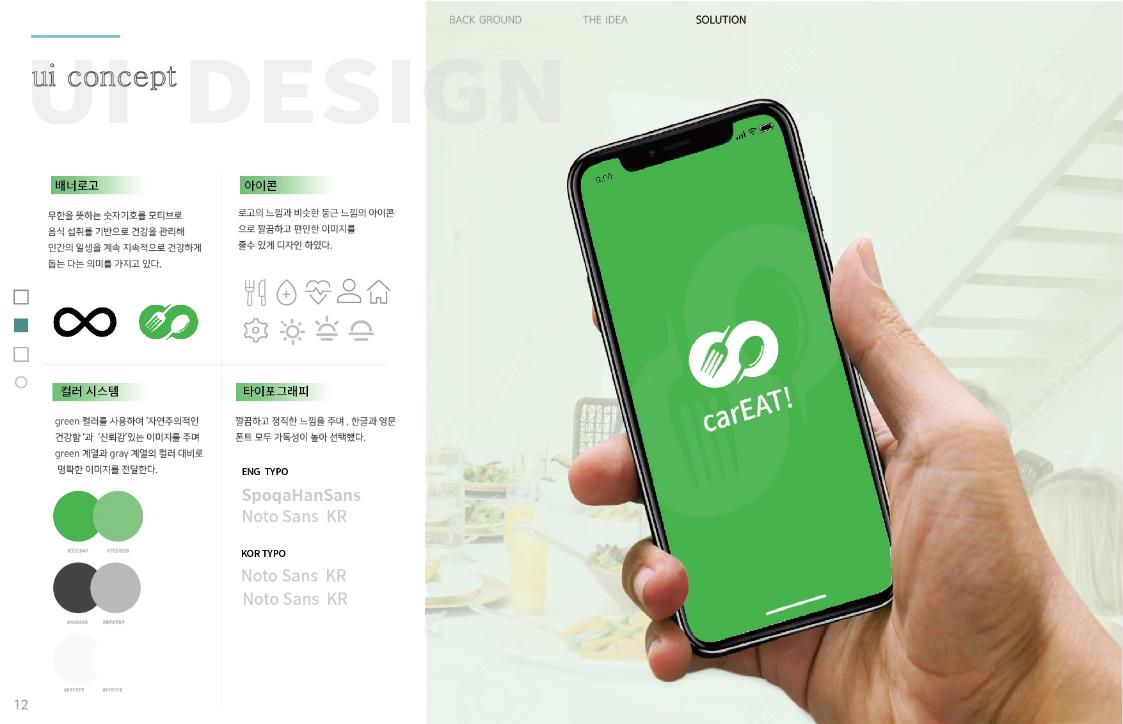 BACK GROUND THE IDEA SOLUTION
UI DESIGN
ui concept
배너로고
무한을 뜻하는 숫자기호를 모티브로
음식 섭취를 기반으로 건강을 관리해
인간의 일생을 계속 지속적으로 건강하게
돕는 다는 의미를 가지고 있다.
아이콘
로고의 느낌과 비슷한 둥근 느낌의 아이콘
으로 깔끔하고 편안한 이미지를
줄수 있게 디자인 하였다.
컬러 시스템
green 컬러를 사용하여 '자연주의적인
건강함'과 '신뢰감'있는 이미지를 주며
green 계열과 gray 계열의 컬러 대비로
명확한 이미지를 전달한다.
타이포그래피
깔끔하고 정직한 느낌을 주며 , 한글과 영문
폰트 모두 가독성이 높아 선택했다.
ENG TYPO
SpoqaHanSans
Noto Sans KR
KOR TYPO
Noto Sans KR
Noto Sans KR
#FFFFFF
12
9:00
carEAT!